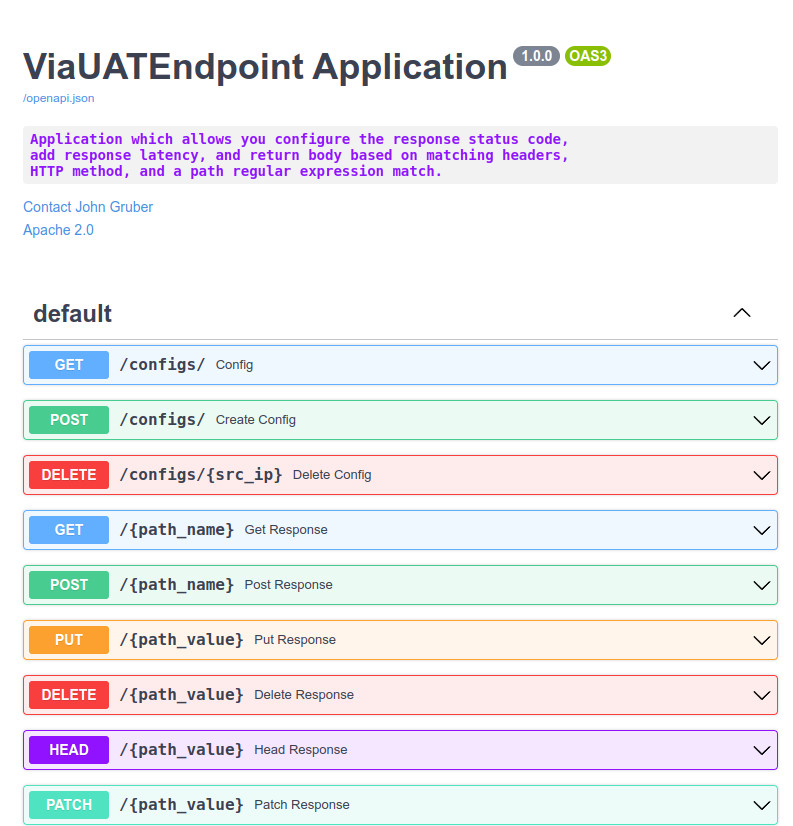 ViaUATEndpoint Application 1.0.0 OAS3
/openapi.json
Application which allows you configure the response status code,
add response latency, and return body based on matching headers,
HTTP method, and a path regular expression match.
Contact John Gruber
Apache 2.0
default
GET /configs/ Config
POST /configs/ Create Config
DELETE /configs/{src_ip} Delete Config
GET /{path_name} Get Response
POST /{path_name} Post Response
PUT /{path_value} Put Response
DELETE /{path_value} Delete Response
HEAD /{path_value} Head Response
PATCH /{path_value} Patch Response